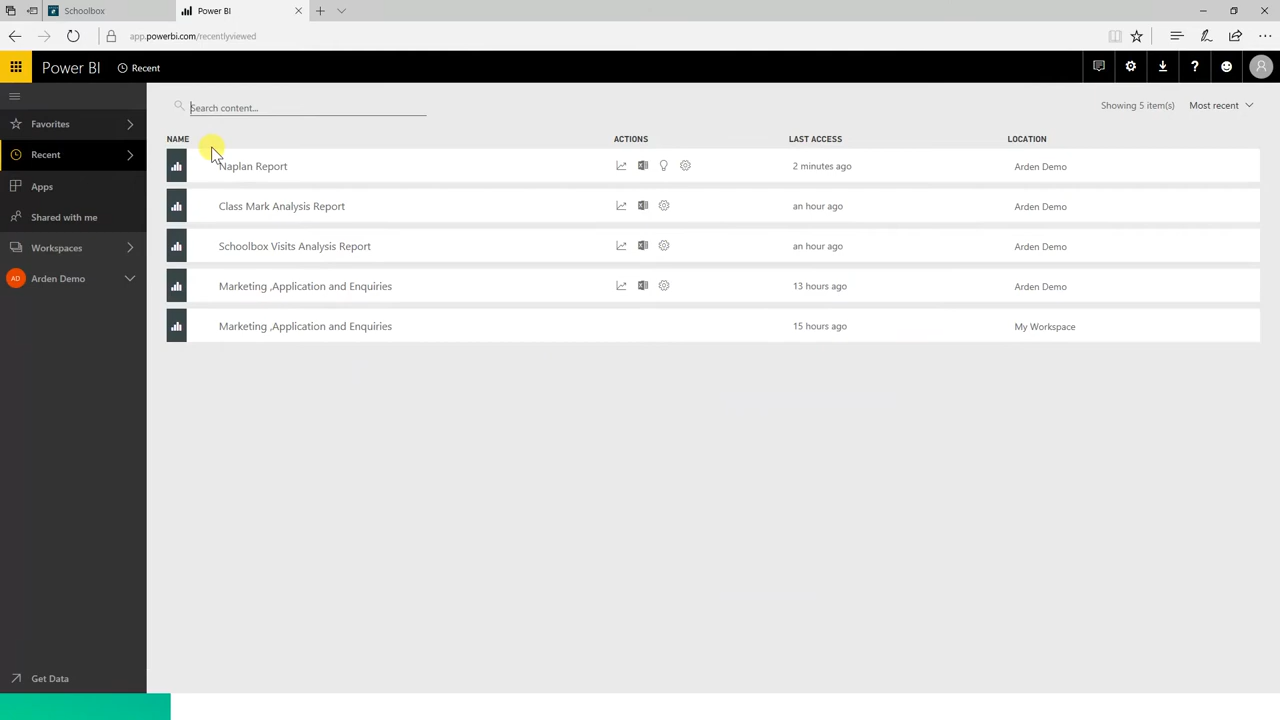 Schoolbox
Power BI
app.powerbi.com/recentlyviewed
Power BI
Recent
Favorites
Recent
Apps
Shared with me
Workspaces
AD
Arden Demo
Get Data
Search content...
Showing 5 item(s)
Most recent
NAME ACTIONS LAST ACCESS LOCATION
Naplan Report 2 minutes ago Arden Demo
Class Mark Analysis Report an hour ago Arden Demo
Schoolbox Visits Analysis Report an hour ago Arden Demo
Marketing ,Application and Enquiries 13 hours ago Arden Demo
Marketing ,Application and Enquiries 15 hours ago My Workspace